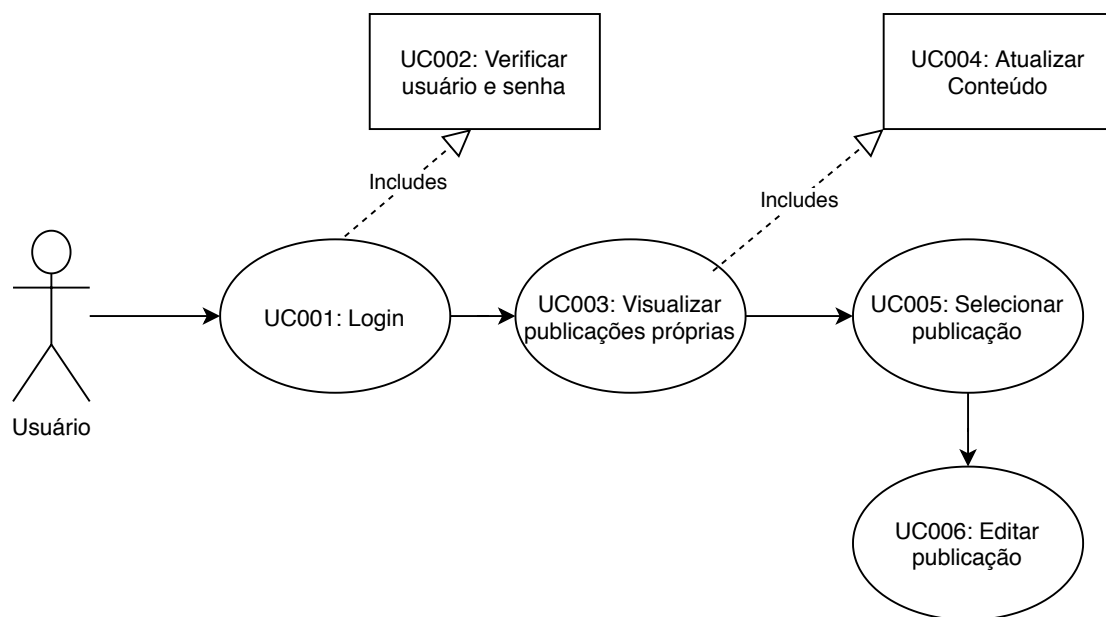 UC002: Verificar
usuário e senha
UC004: Atualizar
Conteúdo
Includes
Includes
UC001: Login
UC003: Visualizar
publicações próprias
UC005: Selecionar
publicação
Usuário
UC006: Editar
publicação